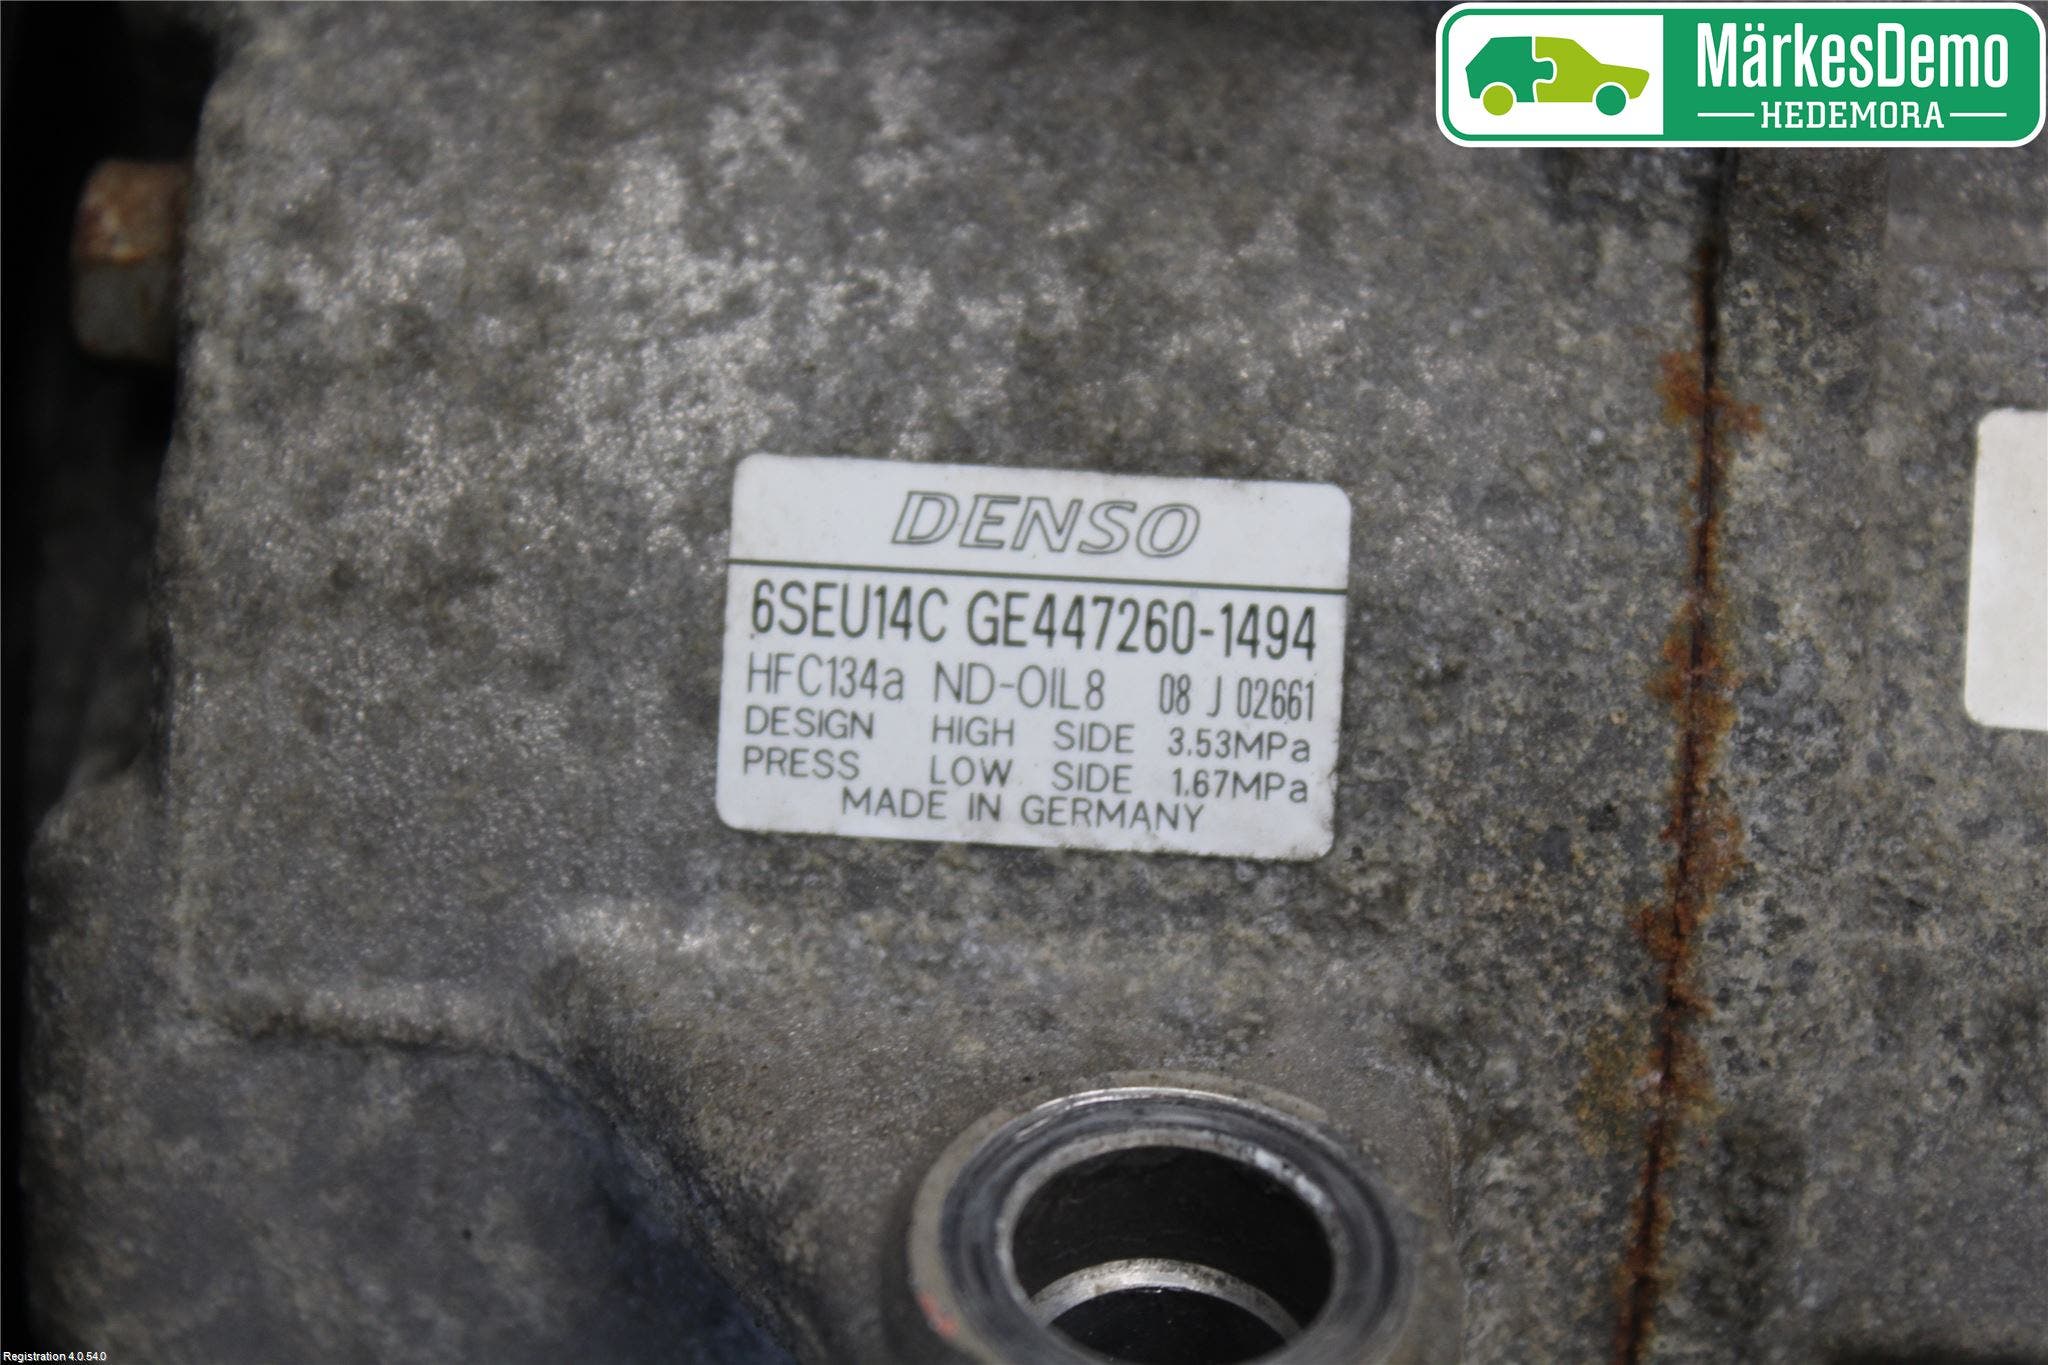 MärkesDemo
HEDEMORA
DENSO
6SEU14C GE447260-1494
HFC134a ND-OIL8 08 J 02661
DESIGN HIGH SIDE 3.53MPa
PRESS LOW SIDE 1.67MPa
MADE IN GERMANY
Registration 4.0.54.0